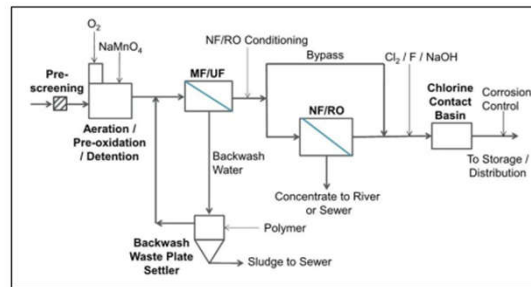 O2
NaMnO4
Pre-
screening
Aeration /
Pre-oxidation
/ Detention
MF/UF
NF/RO Conditioning
Bypass
NF/RO
Cl2 / F / NaOH
Chlorine
Contact
Basin
Corrosion
Control
To Storage /
Distribution
Backwash
Water
Concentrate to River
or Sewer
Polymer
Backwash
Waste Plate
Settler
Sludge to Sewer